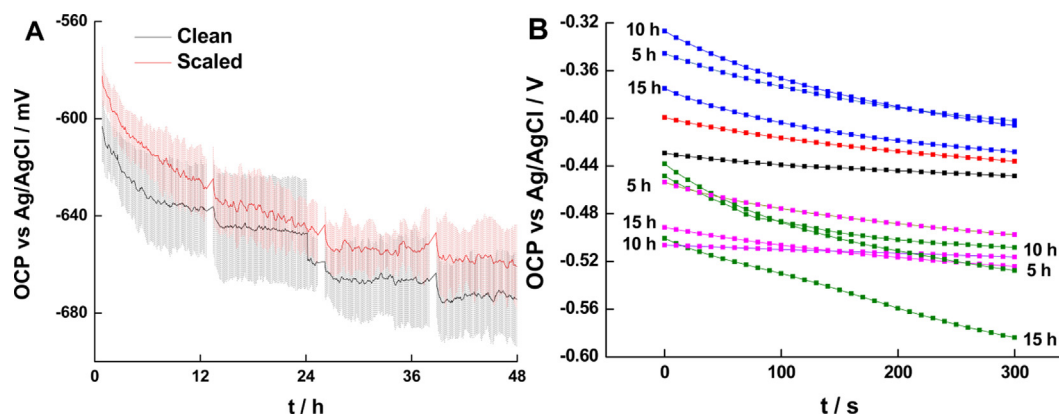 A
Clean
Scaled
OCP vs Ag/AgCl / mV
-560
-600
-640
-680
0
12
24
36
48
t / h
B
OCP vs Ag/AgCl / V
-0.32
-0.36
-0.40
-0.44
-0.48
-0.52
-0.56
-0.60
10 h
5 h
15 h
5 h
15 h
10 h
10 h
5 h
15 h
0
100
200
300
t / s